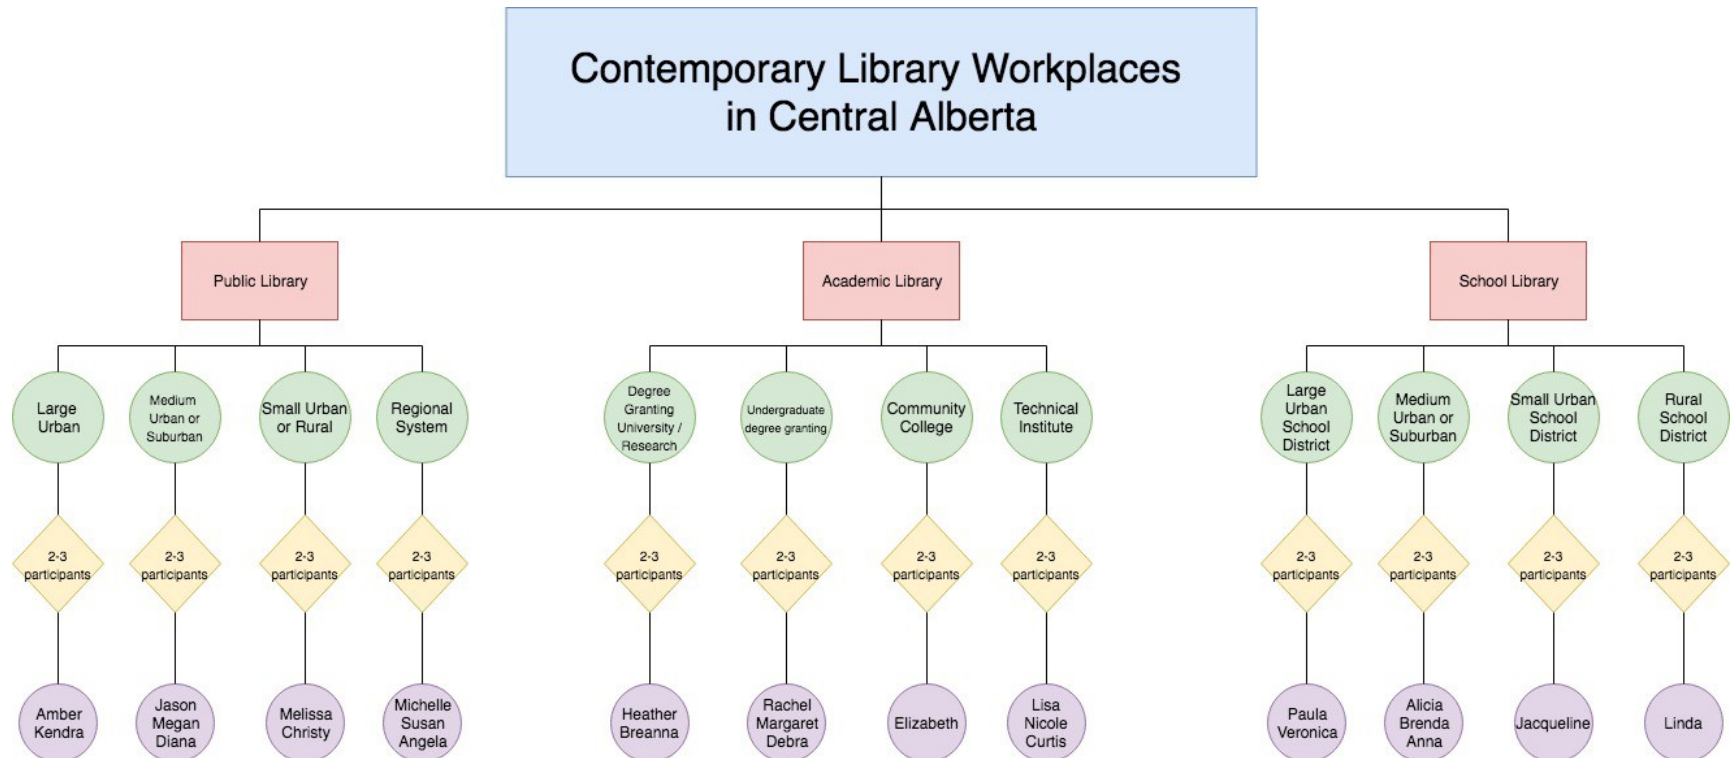 Contemporary Library Workplaces
in Central Alberta
Public Library
Academic Library
School Library
Large
Urban
Medium
Urban or
Suburban
Small Urban
or Rural
Regional
System
Degree
Granting
University /
Research
Undergraduate
degree granting
Community
College
Technical
Institute
Large
Urban
School
District
Medium
Urban or
Suburban
Small Urban
School
District
Rural
School
District
2-3
participants
2-3
participants
2-3
participants
2-3
participants
2-3
participants
2-3
participants
2-3
participants
2-3
participants
2-3
participants
2-3
participants
2-3
participants
2-3
participants
Amber
Kendra
Jason
Megan
Diana
Melissa
Christy
Michelle
Susan
Angela
Heather
Breanna
Rachel
Margaret
Debra
Elizabeth
Lisa
Nicole
Curtis
Paula
Veronica
Alicia
Brenda
Anna
Jacqueline
Linda